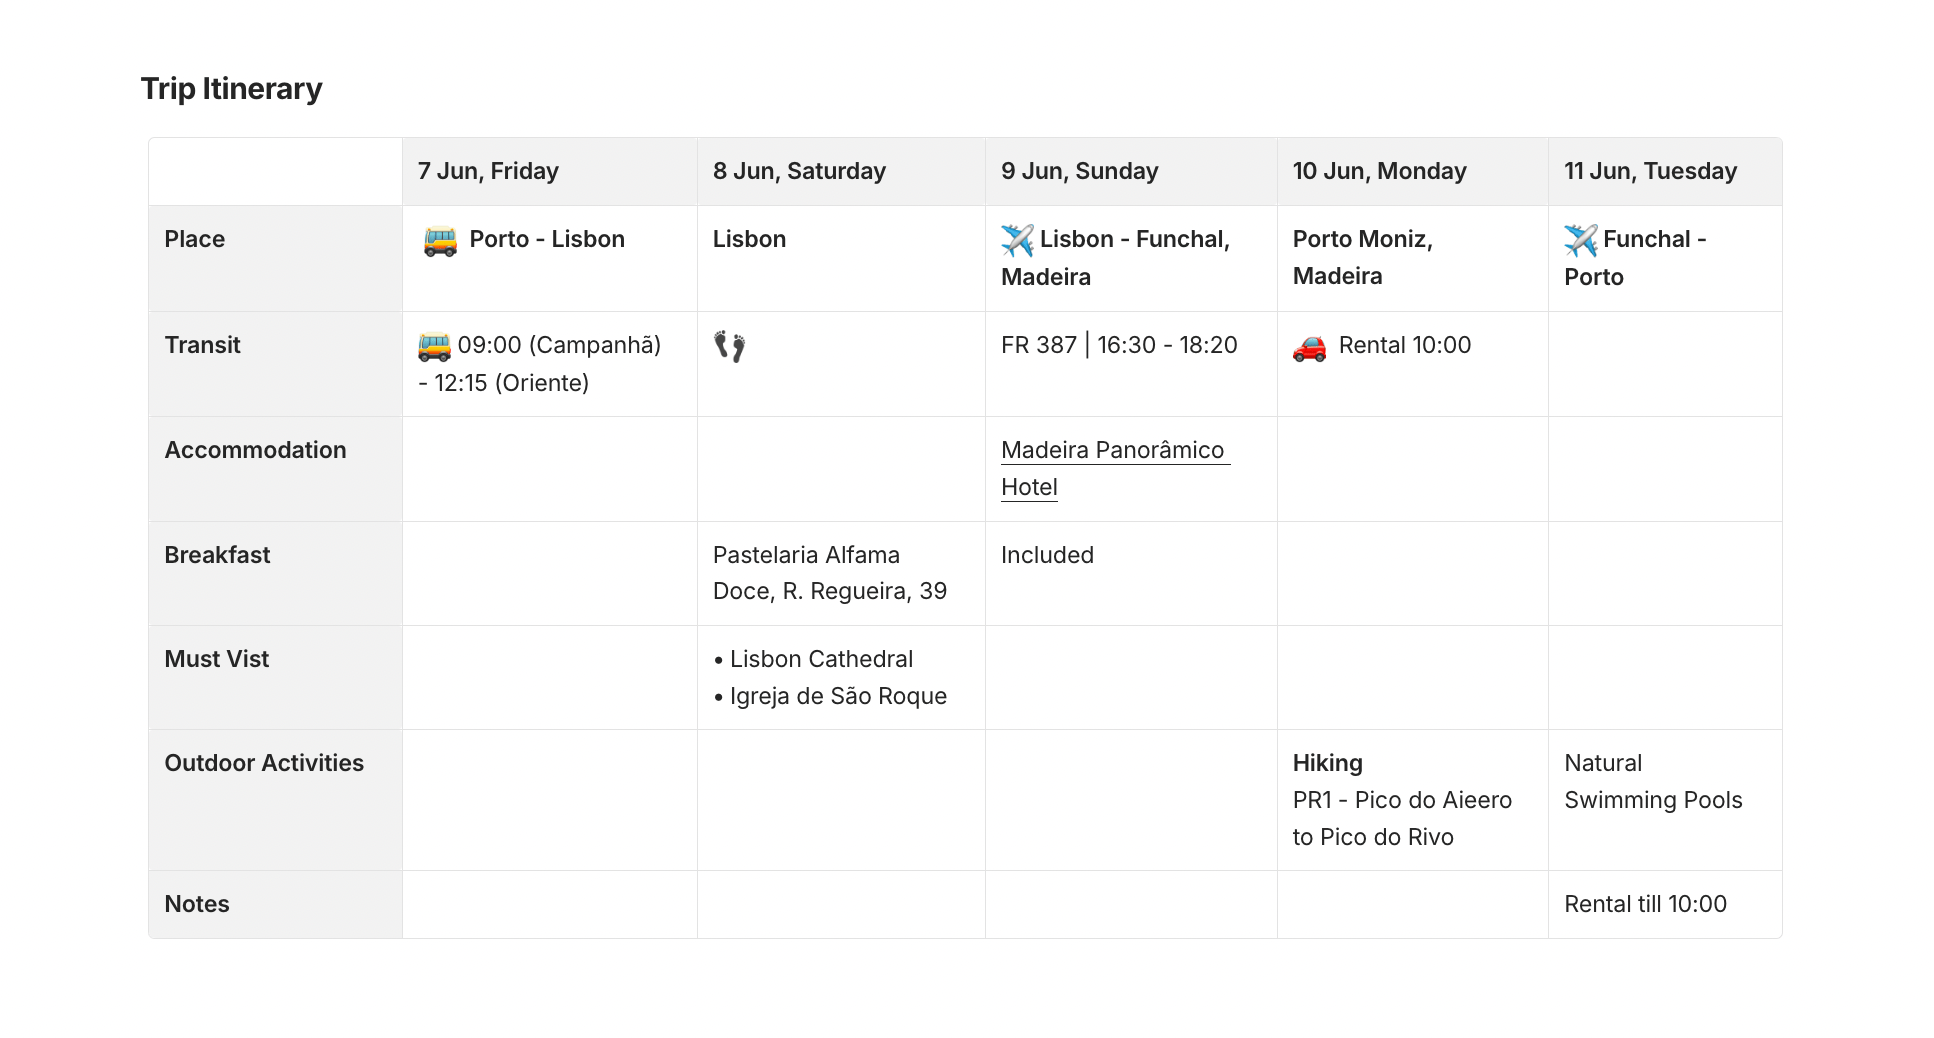 Trip Itinerary
7 Jun, Friday
8 Jun, Saturday
9 Jun, Sunday
10 Jun, Monday
11 Jun, Tuesday
Place
🚌 Porto - Lisbon
Lisbon
✈️ Lisbon - Funchal,
Madeira
Porto Moniz,
Madeira
✈️ Funchal -
Porto
Transit
🚌 09:00 (Campanhã)
- 12:15 (Oriente)
👣
FR 387 | 16:30 - 18:20
🚗 Rental 10:00
Accommodation
Madeira Panorâmico
Hotel
Breakfast
Pastelaria Alfama
Doce, R. Regueira, 39
Included
Must Vist
• Lisbon Cathedral
• Igreja de São Roque
Outdoor Activities
Hiking
PR1 - Pico do Aieero
to Pico do Rivo
Natural
Swimming Pools
Notes
Rental till 10:00